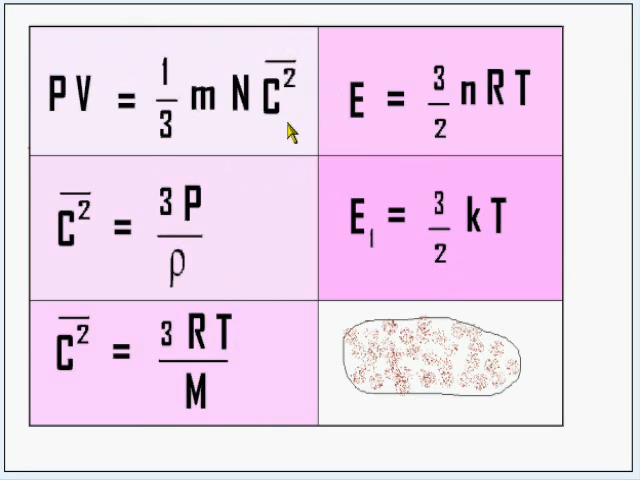 PV = 1/3 m N C̅²
E = 3/2 nRT
C̅² = 3P/ρ
E₁ = 3/2 kT
C̅² = 3RT/M